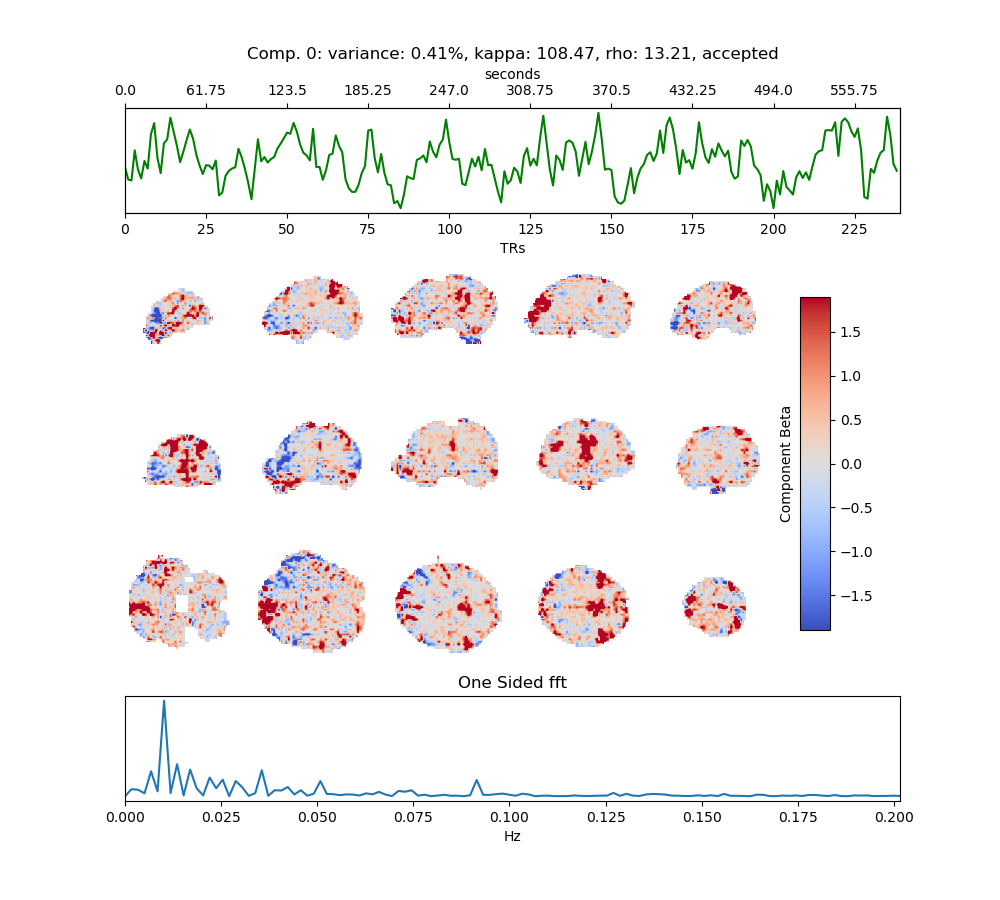 Comp. 0: variance: 0.41%, kappa: 108.47, rho: 13.21, accepted
seconds
0.0 61.75 123.5 185.25 247.0 308.75 370.5 432.25 494.0 555.75
0 25 50 75 100 125 150 175 200 225
TRs
1.5
1.0
0.5
0.0
−0.5
−1.0
−1.5
Component Beta
One Sided fft
0.000 0.025 0.050 0.075 0.100 0.125 0.150 0.175 0.200
Hz